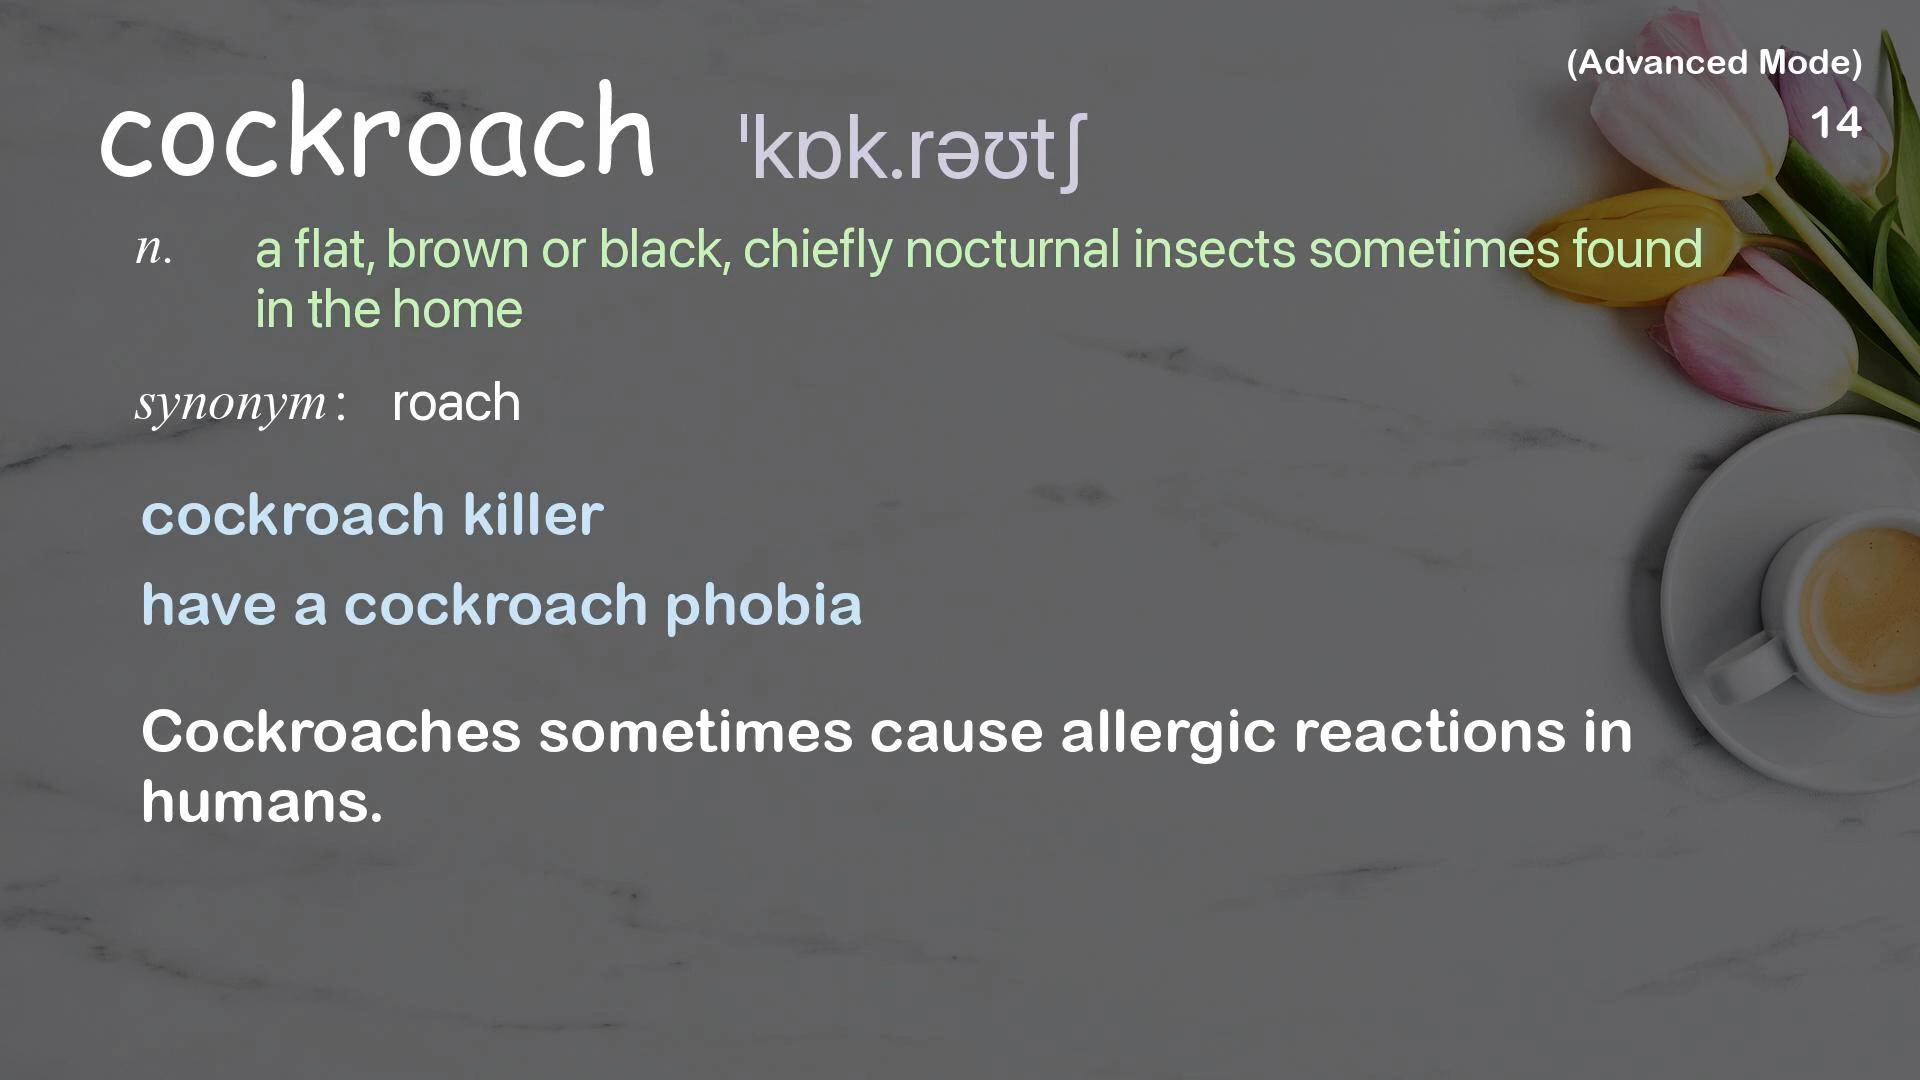 (Advanced Mode)
14
cockroach ˈkɒk.rəʊtʃ
n. a flat, brown or black, chiefly nocturnal insects sometimes found
in the home
synonym: roach
cockroach killer
have a cockroach phobia
Cockroaches sometimes cause allergic reactions in
humans.